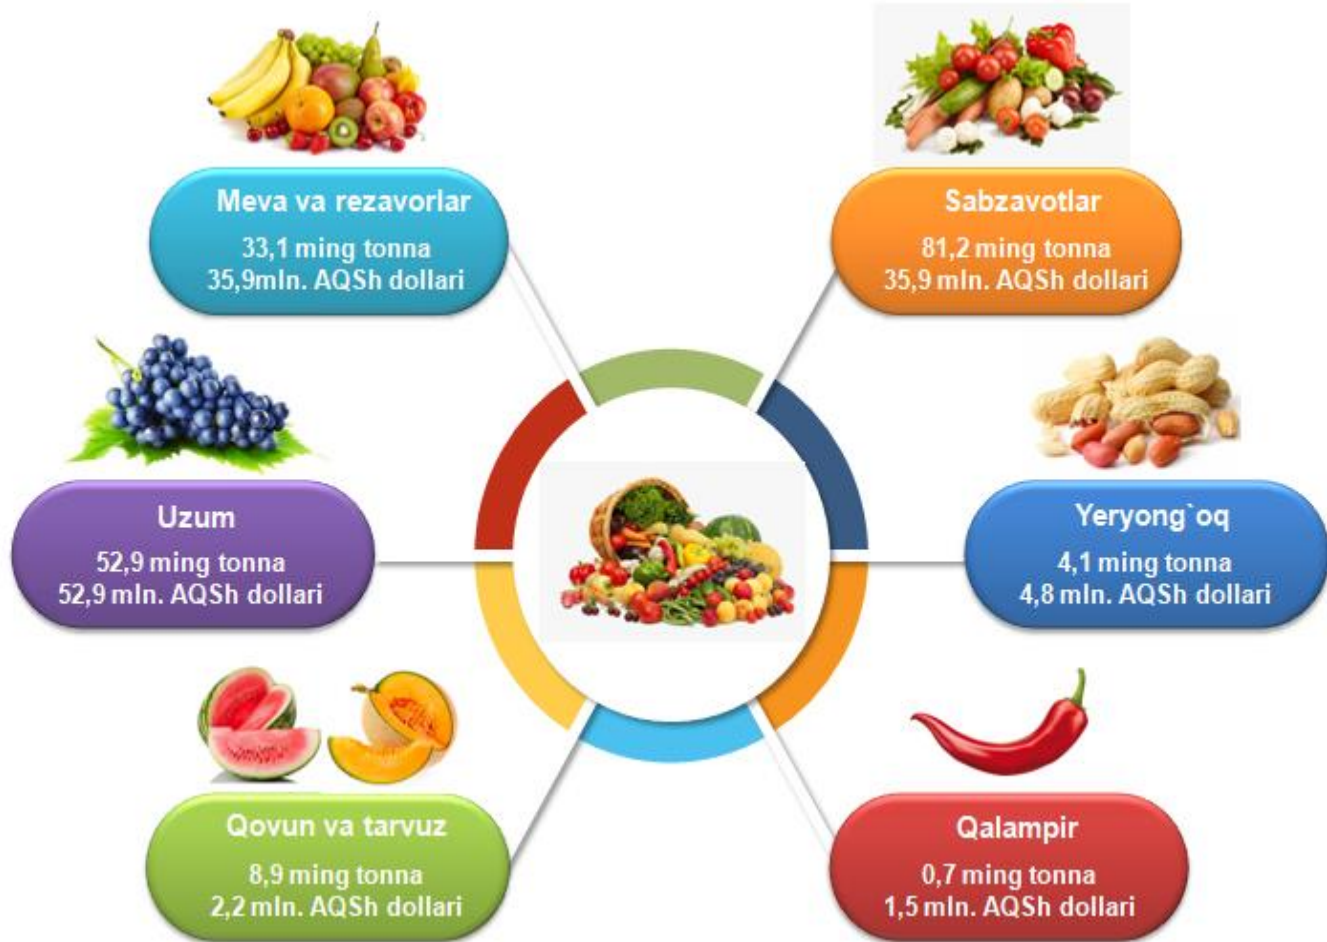 Meva va rezavorlar
33,1 ming tonna
35,9mln. AQSh dollari
Sabzavotlar
81,2 ming tonna
35,9 mln. AQSh dollari
Uzum
52,9 ming tonna
52,9 mln. AQSh dollari
Yeryong`oq
4,1 ming tonna
4,8 mln. AQSh dollari
Qovun va tarvuz
8,9 ming tonna
2,2 mln. AQSh dollari
Qalampir
0,7 ming tonna
1,5 mln. AQSh dollari